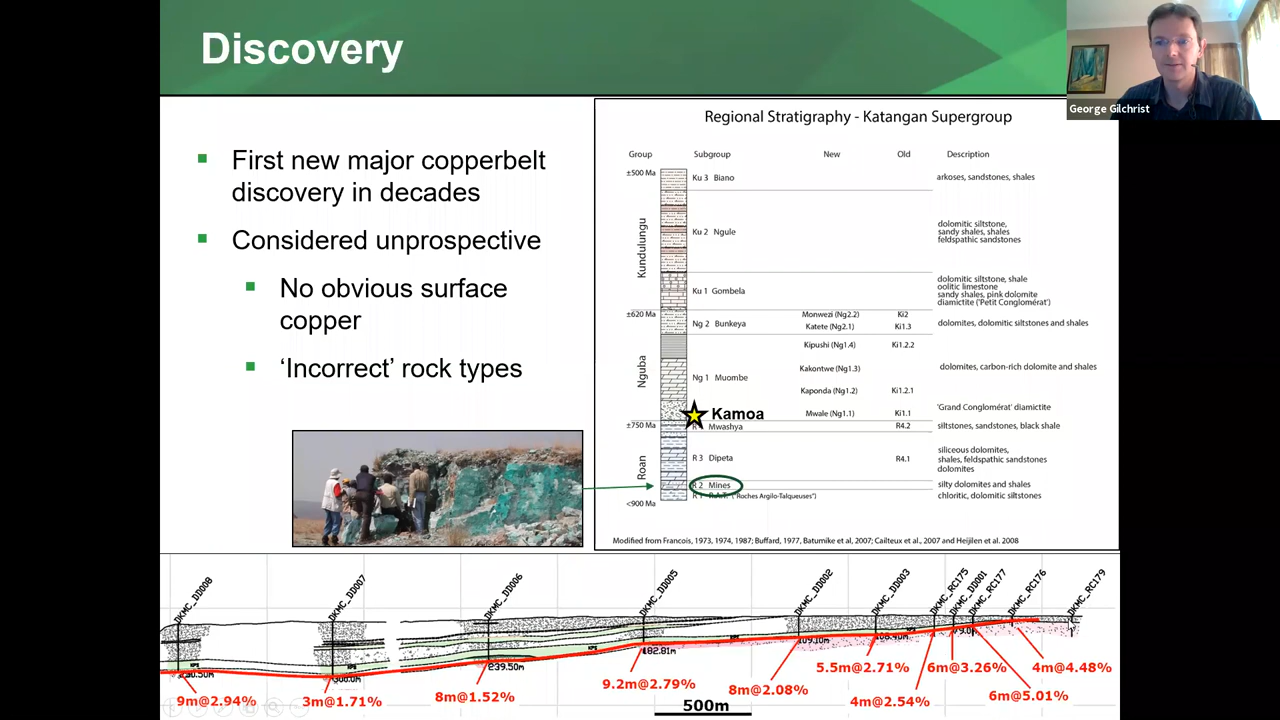 Discovery
George Gilchrist
First new major copperbelt
discovery in decades
Considered unprospective
No obvious surface
copper
‘Incorrect’ rock types
Regional Stratigraphy - Katangan Supergroup
Group Subgroup New Old Description
±500 Ma
Ku 3 Biano arkoses, sandstones, shales
Kundulungu
Ku 2 Ngule
dolomitic siltstone,
sandy shales, shales
feldspathic sandstones
Ku 1 Gombela
dolomitic siltstone, shale
oolitic limestone
sandy shales, pink dolomite
diamictite ('Petit Conglomérat')
±620 Ma
Ng 2 Bunkeya
Monwezi (Ng2.2) Ki2
Katete (Ng2.1) Ki1.3
dolomites, dolomitic siltstones and shales
Nguba
Kipushi (Ng1.4) Ki1.2.2
Ng 1 Muombe
Kakontwe (Ng1.3)
dolomites, carbon-rich dolomite and shales
Kaponda (Ng1.2) Ki1.2.1
Kamoa
Mwale (Ng1.1) Ki1.1 'Grand Conglomérat' diamictite
±750 Ma
Mwashya R4.2 siltstones, sandstones, black shale
Roan
R 3 Dipeta R4.1
siliceous dolomites,
shales, feldspathic sandstones
dolomites
R 2 Mines silty dolomites and shales
R 1 R.A.T. ("Roches Argilo-Talqueuses") chloritic, dolomitic siltstones
<900 Ma
Modified from Francois, 1973, 1974, 1987; Buffard, 1977, Batumike et al, 2007; Cailteux et al., 2007 and Heijilen et al. 2008
DKMC_DD008 DKMC_DD007 DKMC_DD006 DKMC_DD005 DKMC_DD002 DKMC_DD003 DKMC_RC175 DKMC_DD001 DKMC_RC177 DKMC_RC176 DKMC_RC179
239.50m 182.81m 109.10m
9m@2.94% 3m@1.71% 8m@1.52% 9.2m@2.79% 8m@2.08% 5.5m@2.71% 4m@2.54% 6m@3.26% 6m@5.01% 4m@4.48%
500m